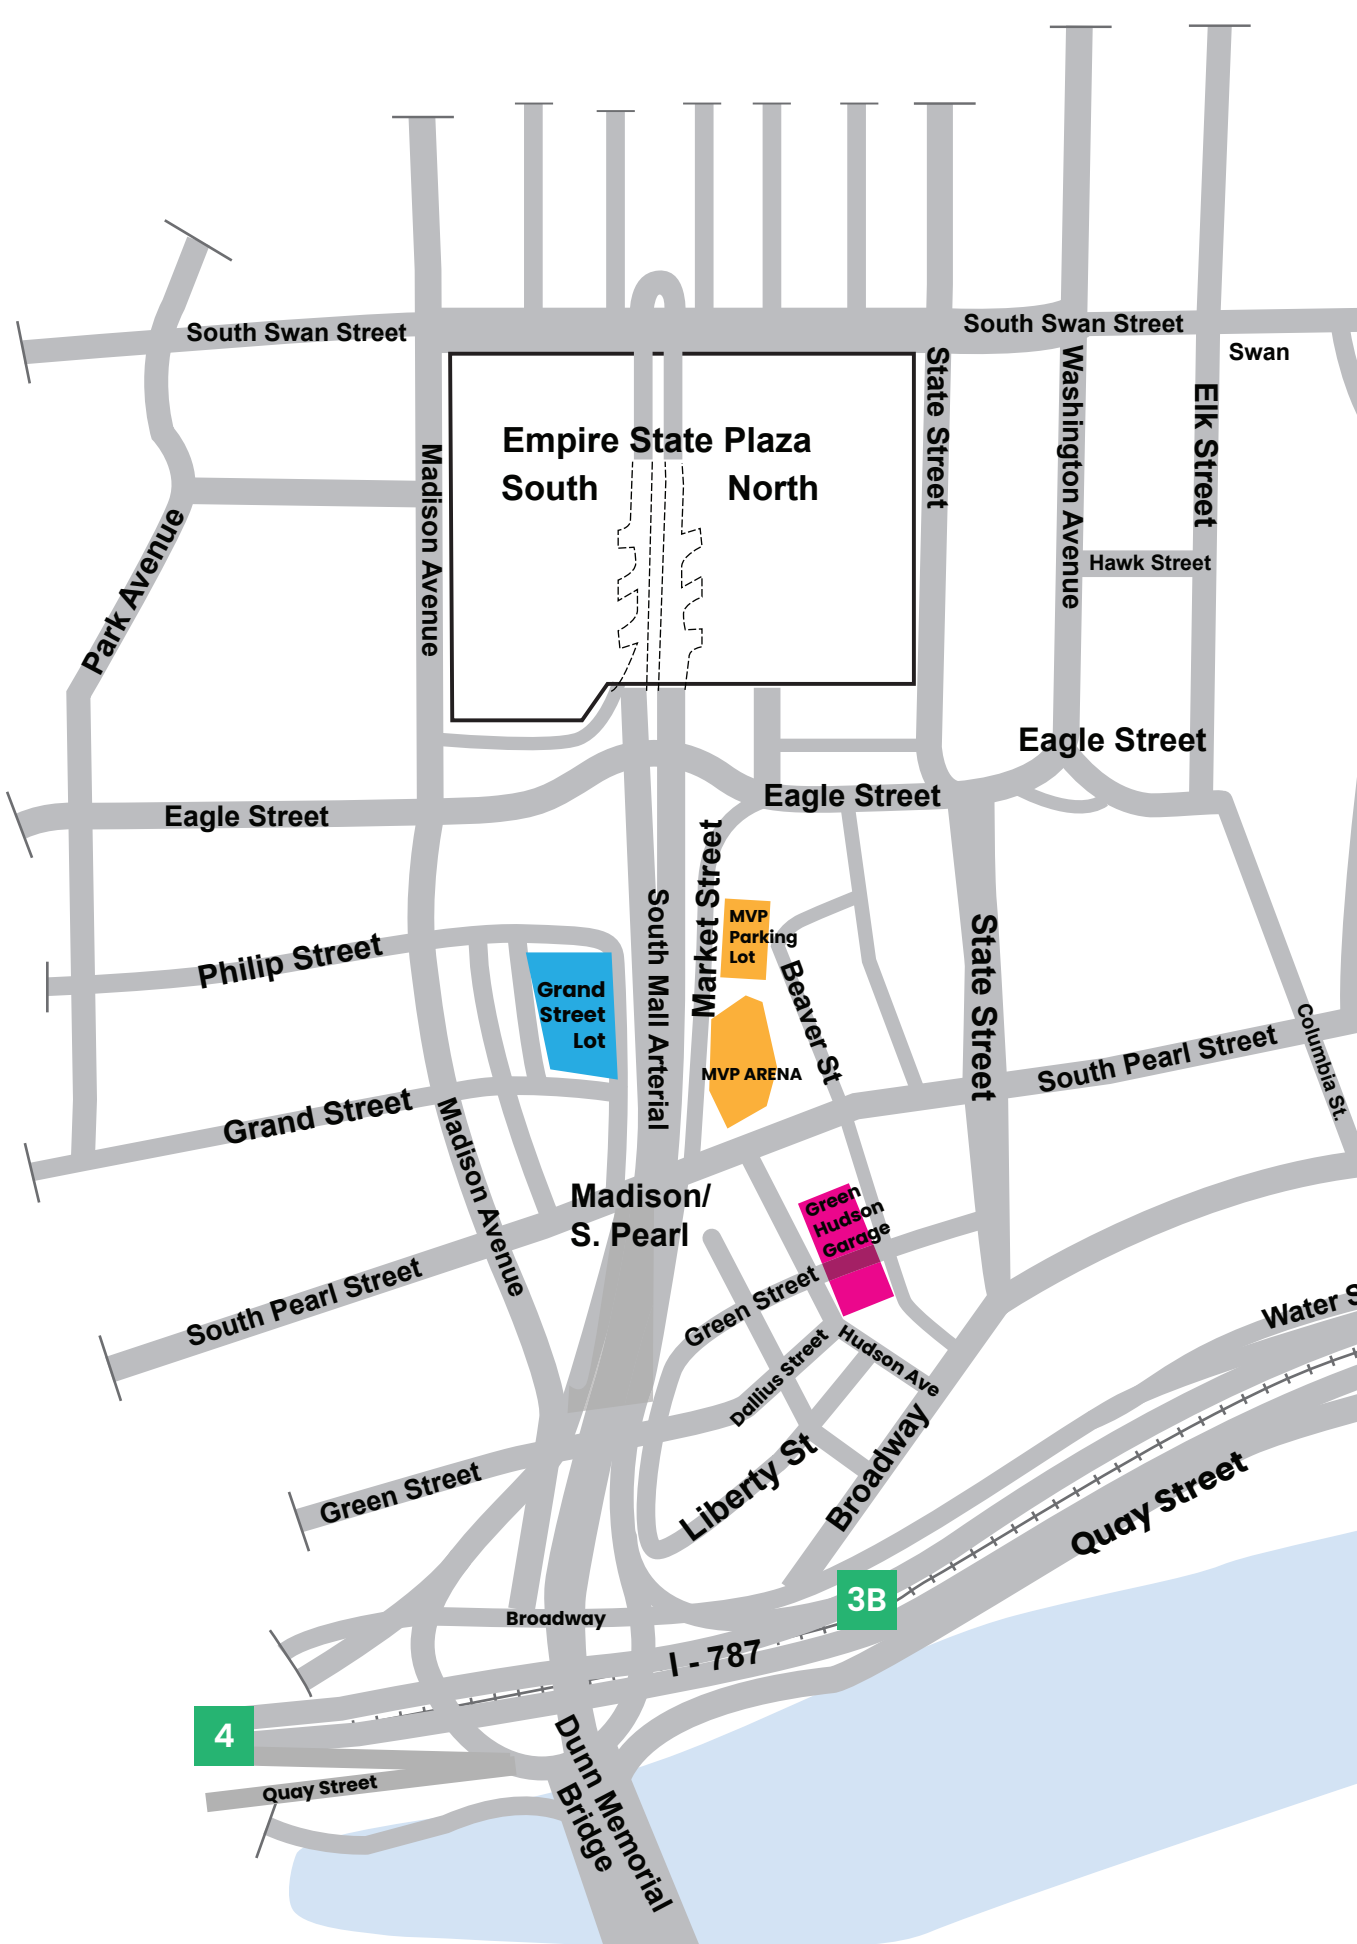 South Swan Street
South Swan Street
Swan
State Street
Washington Avenue
Elk Street
Empire State Plaza
South North
Madison Avenue
Park Avenue
Hawk Street
Eagle Street
Eagle Street
Eagle Street
Market Street
South Mall Arterial
MVP
Parking
Lot
State Street
Philip Street
Grand
Street
Lot
Beaver St
Columbia St.
MVP ARENA
South Pearl Street
Grand Street
Madison Avenue
Madison/
S. Pearl
Green
Hudson
Garage
South Pearl Street
Green Street
Water S
Dallius Street
Hudson Ave
Green Street
Liberty St
Broadway
Quay Street
3B
Broadway
I - 787
4
Quay Street
Dunn Memorial
Bridge